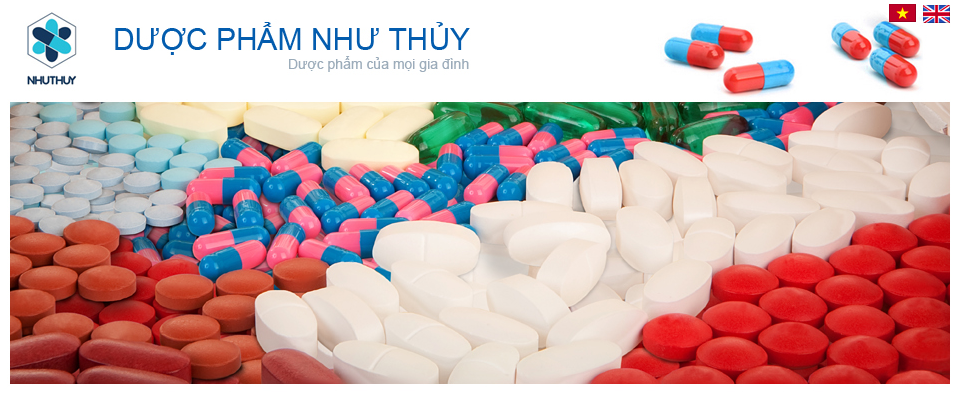 DƯỢC PHẨM NHƯ THỦY
Dược phẩm của mọi gia đình
NHUTHUY